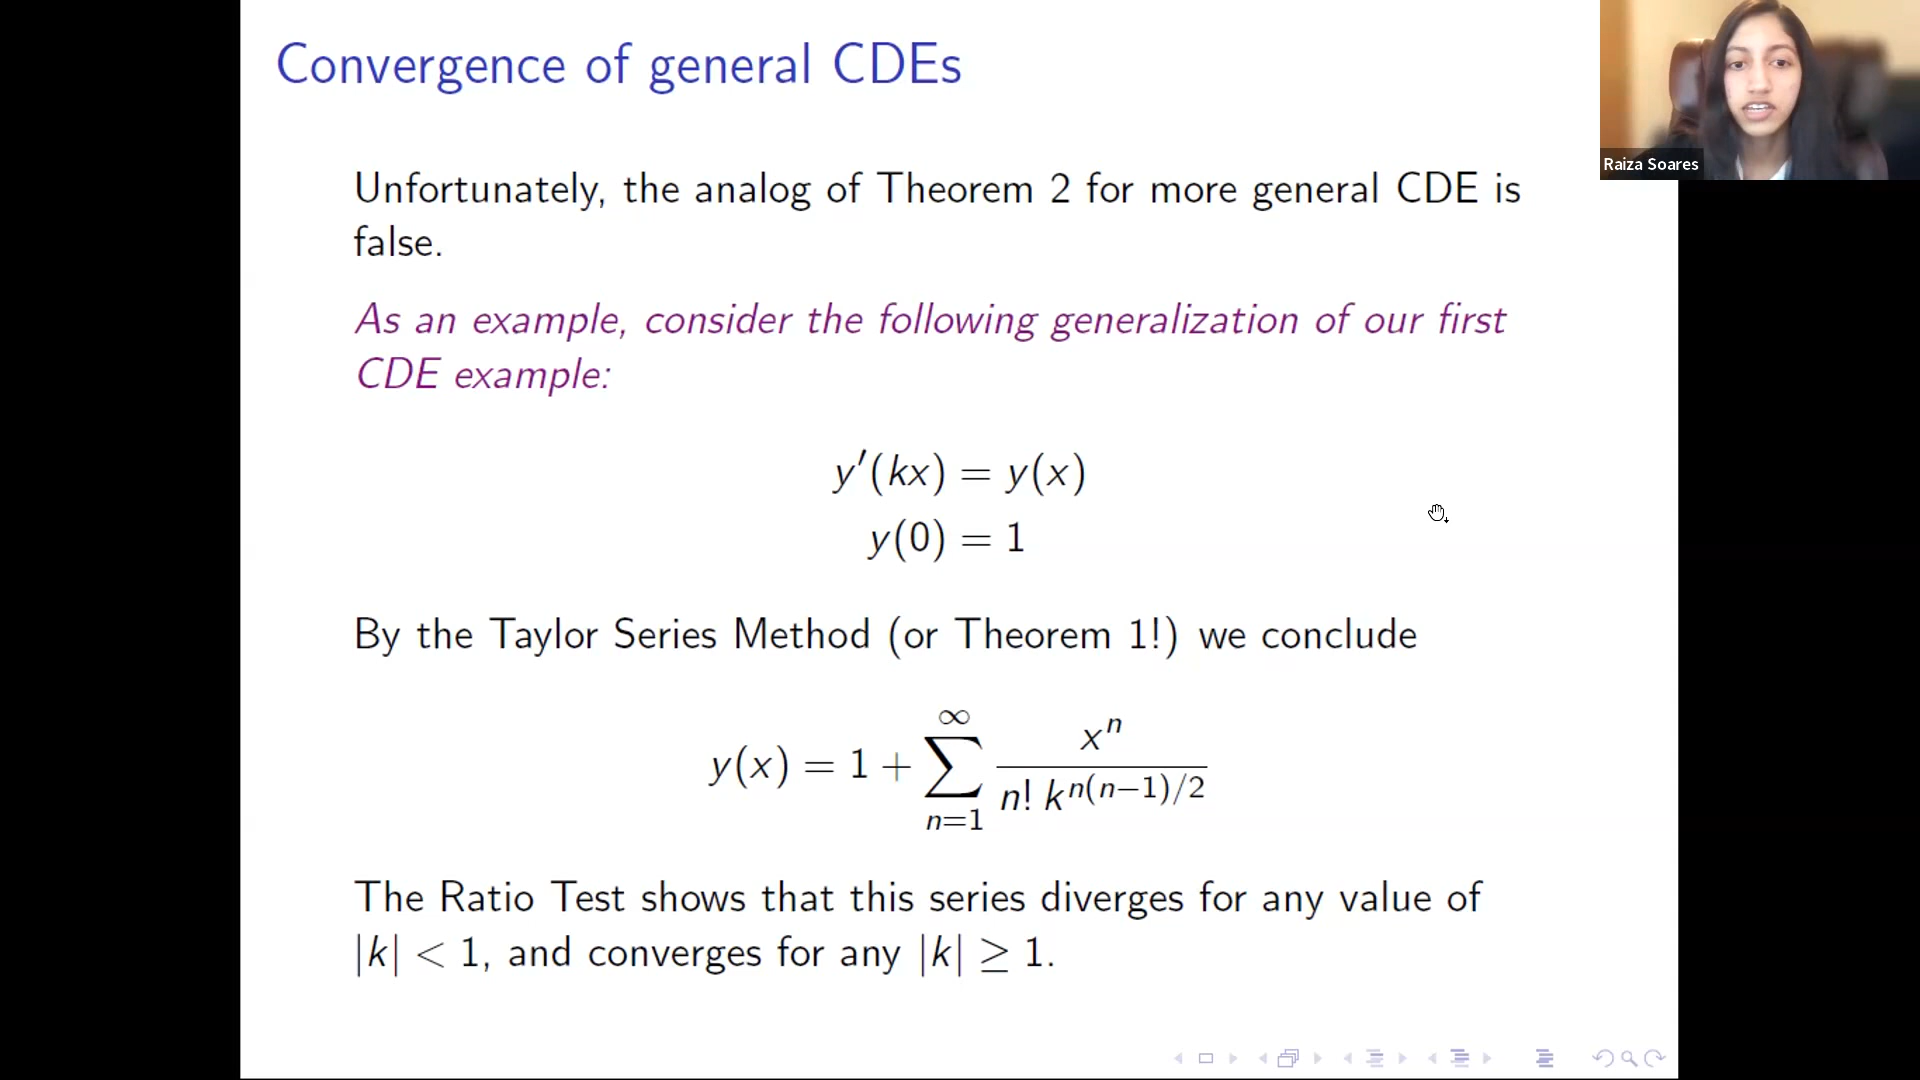 Convergence of general CDEs
Raiza Soares
Unfortunately, the analog of Theorem 2 for more general CDE is
false.
As an example, consider the following generalization of our first
CDE example:
y′(kx) = y(x)
y(0) = 1
By the Taylor Series Method (or Theorem 1!) we conclude
y(x) = 1 + ∑_{n=1}^{∞} x^n / (n! k^{n(n−1)/2})
The Ratio Test shows that this series diverges for any value of
|k| < 1, and converges for any |k| ≥ 1.